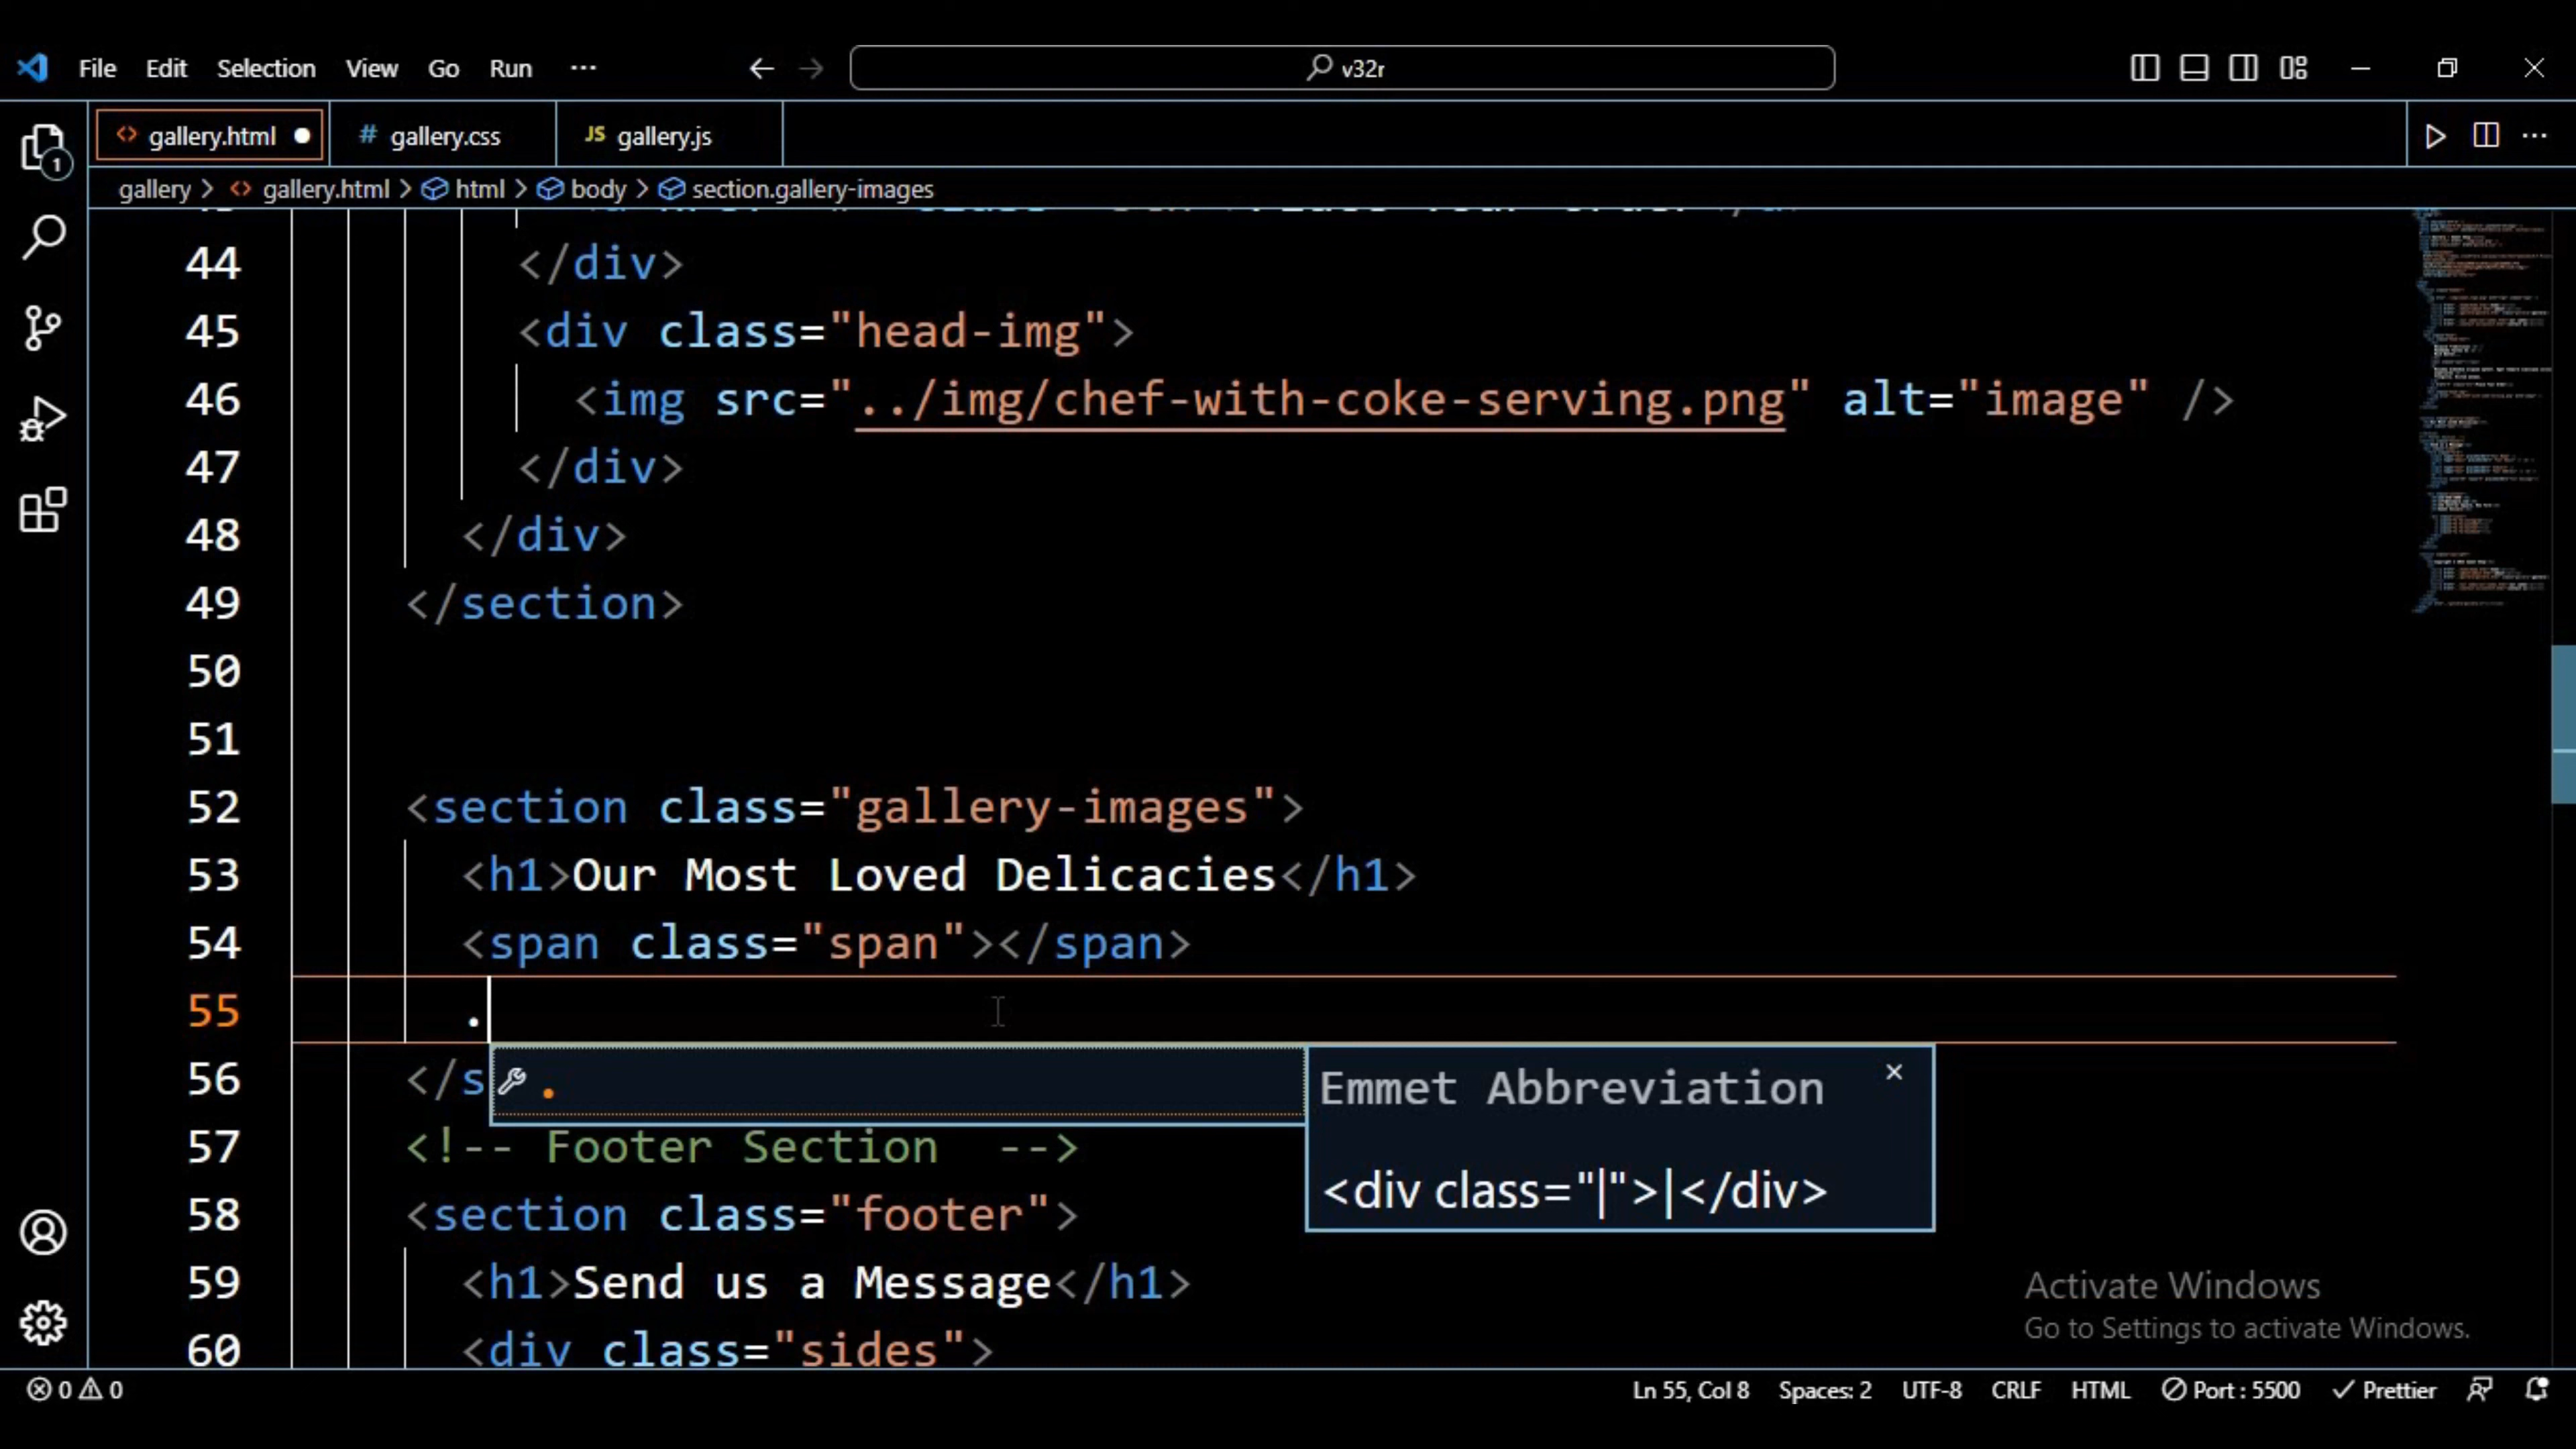 File Edit Selection View Go Run ··· v32r
gallery.html # gallery.css JS gallery.js
1
gallery > gallery.html > html > body > section.gallery-images
44 </div>
45 <div class="head-img">
46 <img src="../img/chef-with-coke-serving.png" alt="image" />
47 </div>
48 </div>
49 </section>
50
51
52 <section class="gallery-images">
53 <h1>Our Most Loved Delicacies</h1>
54 <span class="span"></span>
55 .
56 </s
.
Emmet Abbreviation
<div class="|">|</div>
57 <!-- Footer Section -->
58 <section class="footer">
59 <h1>Send us a Message</h1>
60 <div class="sides">
Activate Windows
Go to Settings to activate Windows.
0 0 Ln 55, Col 8 Spaces: 2 UTF-8 CRLF HTML Port : 5500 Prettier